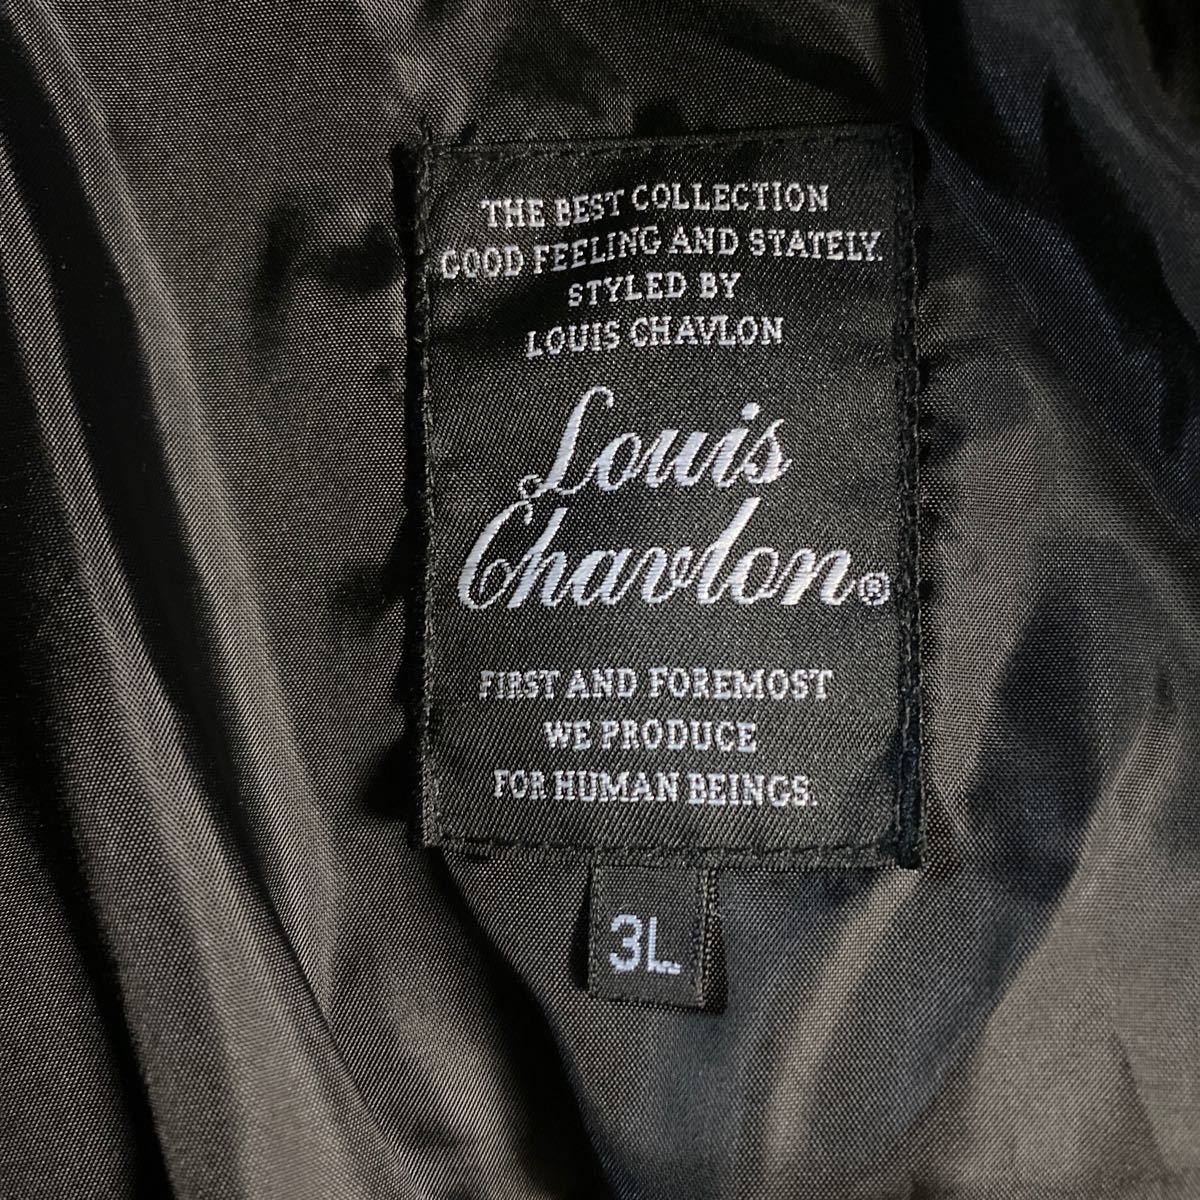 THE BEST COLLECTION
GOOD FEELING AND STATELY.
STYLED BY
LOUIS CHAVLON
Louis
Chavlon®
FIRST AND FOREMOST
WE PRODUCE
FOR HUMAN BEINGS.
3L